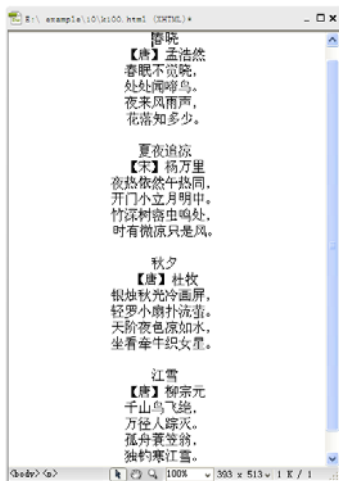 E:\ example\10\k100.html (XHTML)*
春晓
【唐】孟浩然
春眠不觉晓，
处处闻啼鸟。
夜来风雨声，
花落知多少。
夏夜追凉
【宋】杨万里
夜热依然午热同，
开门小立月明中。
竹深树密虫鸣处，
时有微凉只是风。
秋夕
【唐】杜牧
银烛秋光冷画屏，
轻罗小扇扑流萤。
天阶夜色凉如水，
坐看牵牛织女星。
江雪
【唐】柳宗元
千山鸟飞绝，
万径人踪灭。
孤舟蓑笠翁，
独钓寒江雪。
<body> <p> 100% 393 x 513 1 K / 1